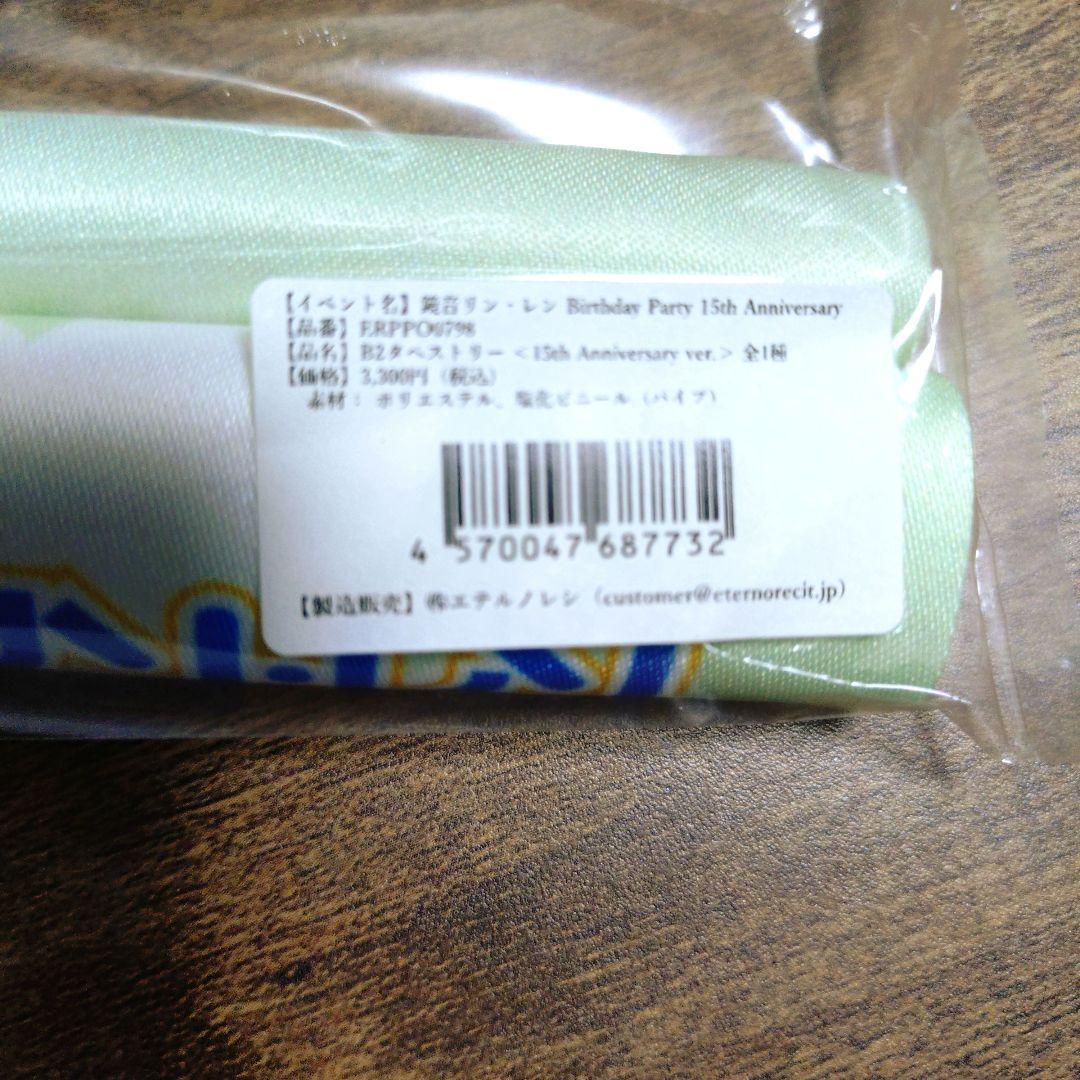 【イベント名】鏡音リン・レン Birthday Party 15th Anniversary
【品番】ERPPO0798
【品名】B2タペストリー＜15th Anniversary ver.＞ 全1種
【価格】3,300円（税込）
素材： ポリエステル、塩化ビニール（パイプ）
4 570047 687732
【製造販売】㈱エテルノレシ（customer@eternorecit.jp）